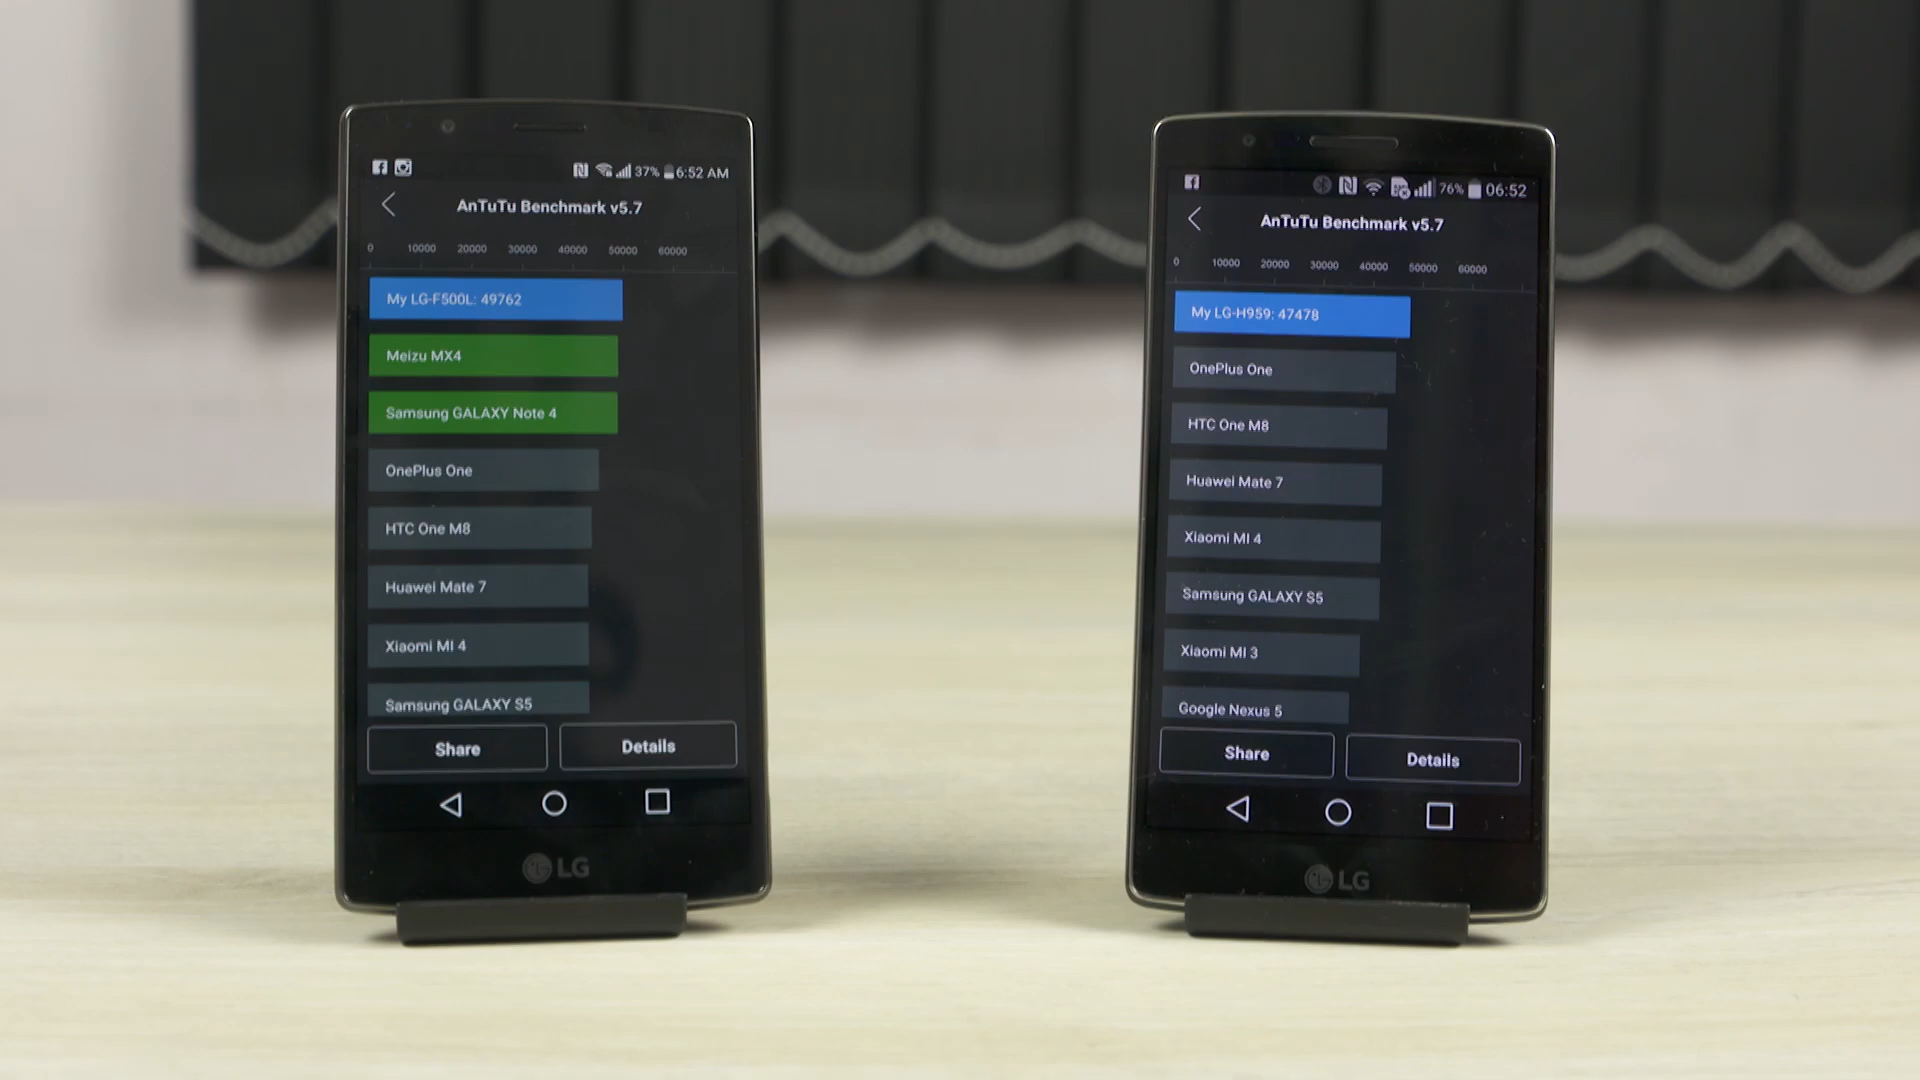 37% 6:52 AM
AnTuTu Benchmark v5.7
0 10000 20000 30000 40000 50000 60000
My LG-F500L: 49762
Meizu MX4
Samsung GALAXY Note 4
OnePlus One
HTC One M8
Huawei Mate 7
Xiaomi MI 4
Samsung GALAXY S5
Share Details
LG
76% 06:52
AnTuTu Benchmark v5.7
0 10000 20000 30000 40000 50000 60000
My LG-H959: 47478
OnePlus One
HTC One M8
Huawei Mate 7
Xiaomi MI 4
Samsung GALAXY S5
Xiaomi MI 3
Google Nexus 5
Share Details
LG